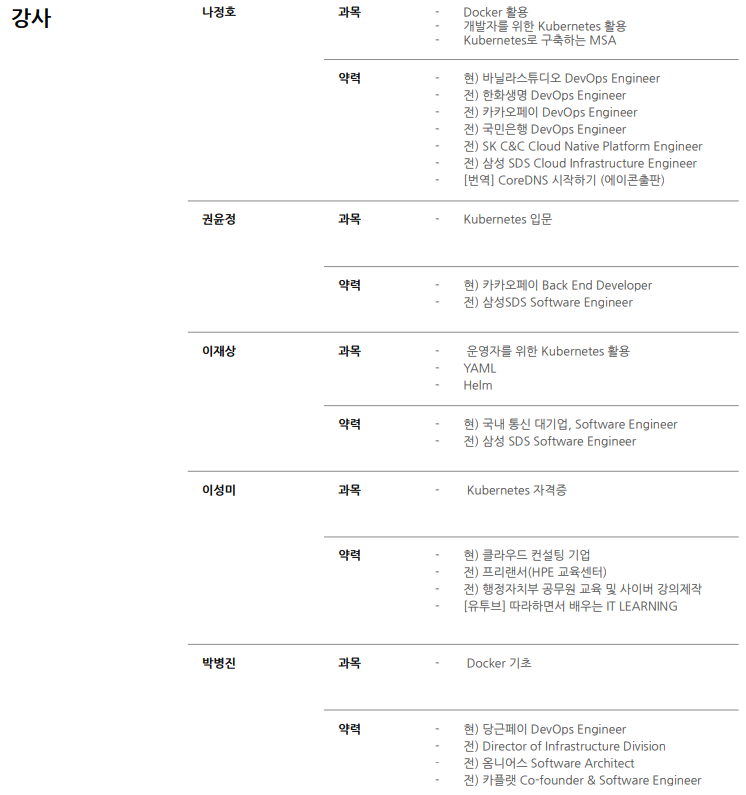 강사
나정호
과목
- Docker 활용
- 개발자를 위한 Kubernetes 활용
- Kubernetes로 구축하는 MSA
약력
- 현) 바닐라스튜디오 DevOps Engineer
- 전) 한화생명 DevOps Engineer
- 전) 카카오페이 DevOps Engineer
- 전) 국민은행 DevOps Engineer
- 전) SK C&C Cloud Native Platform Engineer
- 전) 삼성 SDS Cloud Infrastructure Engineer
- [번역] CoreDNS 시작하기 (에이콘출판)
권윤정
과목
- Kubernetes 입문
약력
- 현) 카카오페이 Back End Developer
- 전) 삼성SDS Software Engineer
이재상
과목
- 운영자를 위한 Kubernetes 활용
- YAML
- Helm
약력
- 현) 국내 통신 대기업, Software Engineer
- 전) 삼성 SDS Software Engineer
이성미
과목
- Kubernetes 자격증
약력
- 현) 클라우드 컨설팅 기업
- 전) 프리랜서(HPE 교육센터)
- 전) 행정자치부 공무원 교육 및 사이버 강의제작
- [유투브] 따라하면서 배우는 IT LEARNING
박병진
과목
- Docker 기초
약력
- 현) 당근페이 DevOps Engineer
- 전) Director of Infrastructure Division
- 전) 옴니어스 Software Architect
- 전) 카플랫 Co-founder & Software Engineer